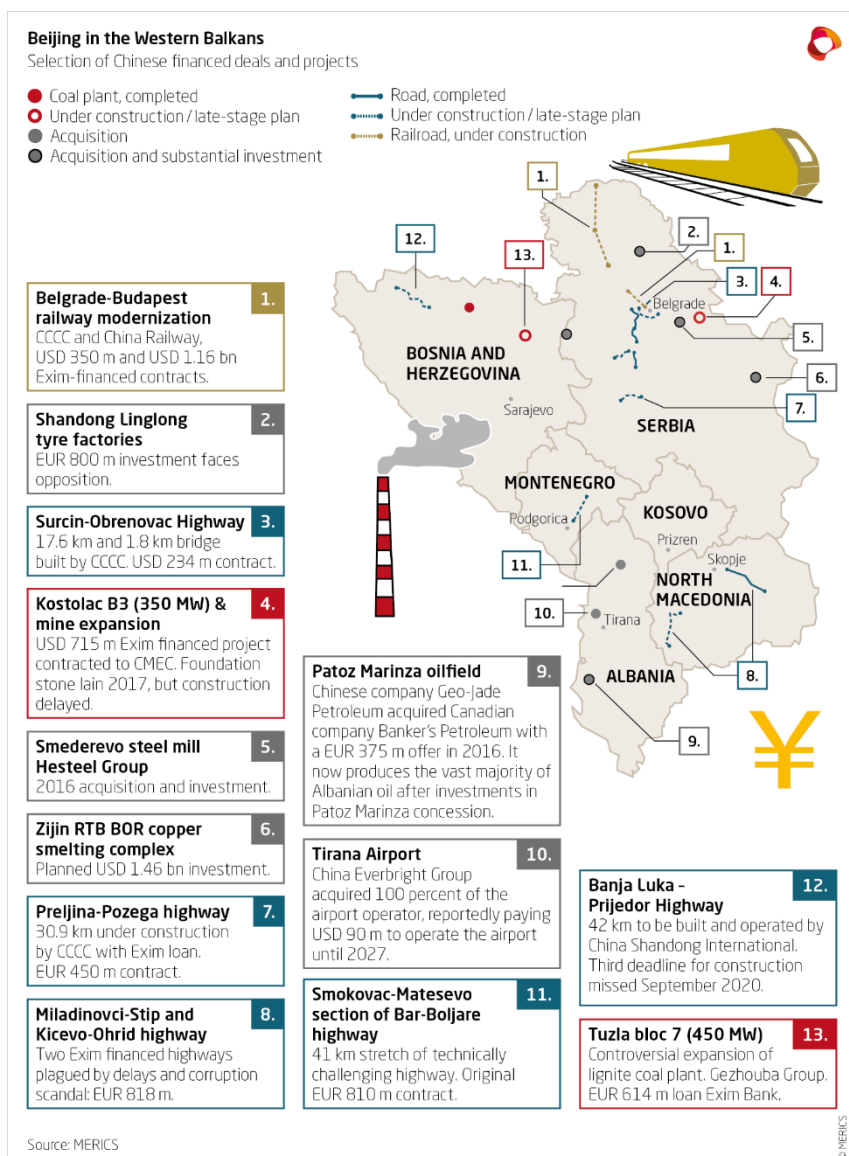 Beijing in the Western Balkans
Selection of Chinese financed deals and projects
Coal plant, completed
Under construction / late-stage plan
Acquisition
Acquisition and substantial investment
Road, completed
Under construction / late-stage plan
Railroad, under construction
1.
2.
1.
3.
4.
12.
13.
Belgrade
5.
6.
7.
BOSNIA AND
HERZEGOVINA
Sarajevo
SERBIA
MONTENEGRO
Podgorica
KOSOVO
Prizren
Skopje
NORTH
MACEDONIA
11.
10.
Tirana
ALBANIA
8.
9.
¥
Belgrade-Budapest
railway modernization
1.
CCCC and China Railway,
USD 350 m and USD 1.16 bn
Exim-financed contracts.
Shandong Linglong
tyre factories
2.
EUR 800 m investment faces
opposition.
Surcin-Obrenovac Highway
3.
17.6 km and 1.8 km bridge
built by CCCC. USD 234 m contract.
Kostolac B3 (350 MW) &
mine expansion
4.
USD 715 m Exim financed project
contracted to CMEC. Foundation
stone lain 2017, but construction
delayed.
Smederevo steel mill
Hesteel Group
5.
2016 acquisition and investment.
Zijin RTB BOR copper
smelting complex
6.
Planned USD 1.46 bn investment.
Preljina-Pozega highway
7.
30.9 km under construction
by CCCC with Exim loan.
EUR 450 m contract.
Miladinovci-Stip and
Kicevo-Ohrid highway
8.
Two Exim financed highways
plagued by delays and corruption
scandal: EUR 818 m.
Patoz Marinza oilfield
9.
Chinese company Geo-Jade
Petroleum acquired Canadian
company Banker's Petroleum with
a EUR 375 m offer in 2016. It
now produces the vast majority of
Albanian oil after investments in
Patoz Marinza concession.
Tirana Airport
10.
China Everbright Group
acquired 100 percent of the
airport operator, reportedly paying
USD 90 m to operate the airport
until 2027.
Smokovac-Matesevo
section of Bar-Boljare
highway
11.
41 km stretch of technically
challenging highway. Original
EUR 810 m contract.
Banja Luka –
Prijedor Highway
12.
42 km to be built and operated by
China Shandong International.
Third deadline for construction
missed September 2020.
Tuzla bloc 7 (450 MW)
13.
Controversial expansion of
lignite coal plant. Gezhouba Group.
EUR 614 m loan Exim Bank.
Source: MERICS
© MERICS